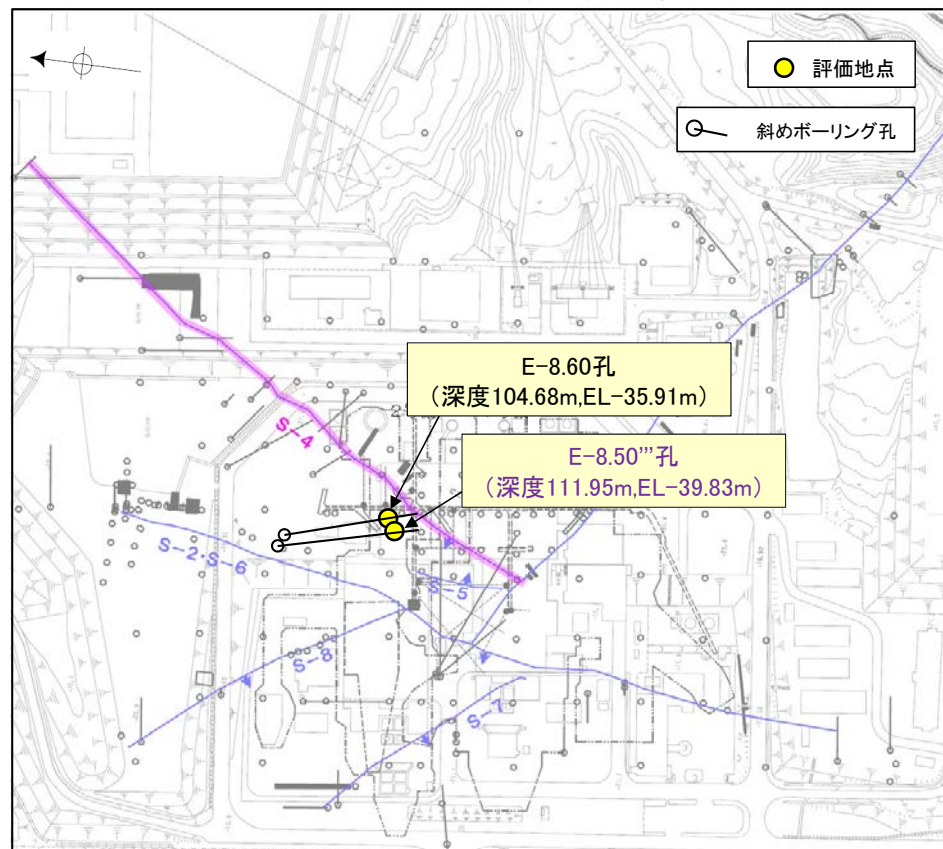 評価地点
斜めボーリング孔
E-8.60孔
（深度104.68m,EL-35.91m）
E-8.50'''孔
（深度111.95m,EL-39.83m）
S-4
S-2･S-6
S-5
S-8
S-7